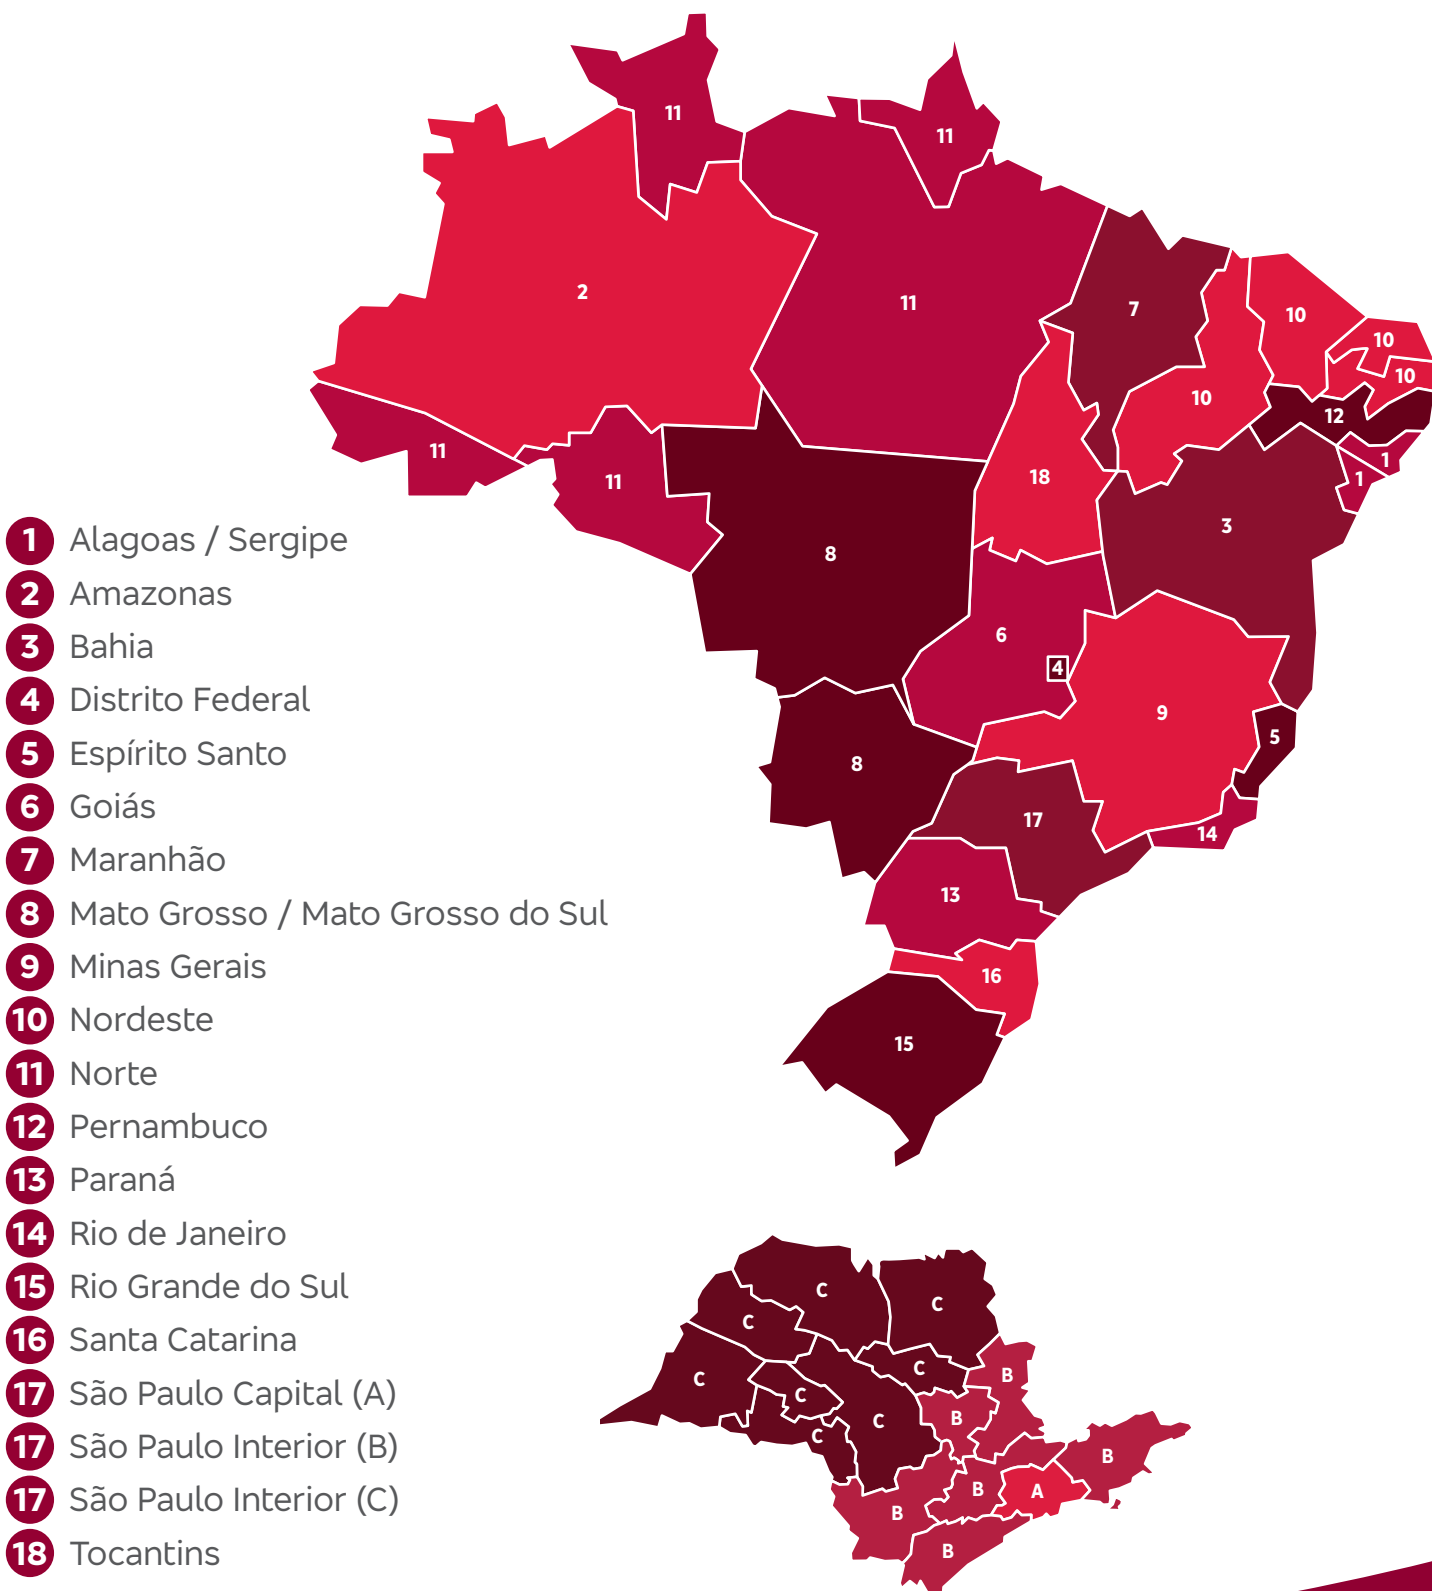 11
11
2
11
7
10
10
10
10
12
11
11
18
1
1
3
8
6
4
9
5
8
17
14
13
16
15
1 Alagoas / Sergipe
2 Amazonas
3 Bahia
4 Distrito Federal
5 Espírito Santo
6 Goiás
7 Maranhão
8 Mato Grosso / Mato Grosso do Sul
9 Minas Gerais
10 Nordeste
11 Norte
12 Pernambuco
13 Paraná
14 Rio de Janeiro
15 Rio Grande do Sul
16 Santa Catarina
17 São Paulo Capital (A)
17 São Paulo Interior (B)
17 São Paulo Interior (C)
18 Tocantins
C
C
C
C
C
B
C
C
B
C
B
B
A
B
B